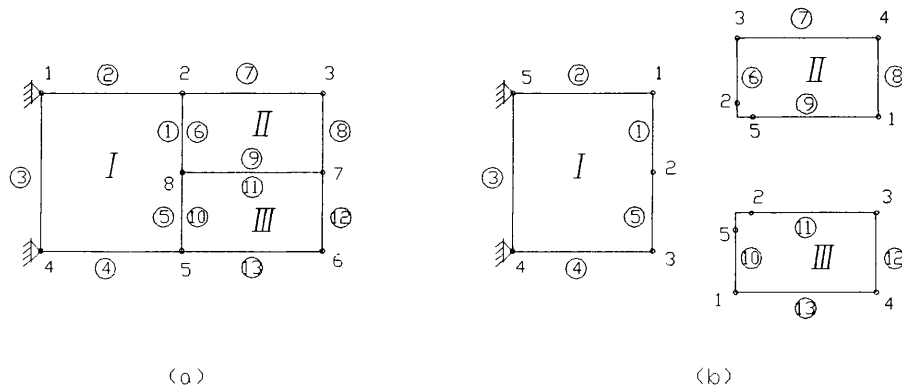 1 ② 2 ⑦ 3
① ⑥ Ⅱ ⑧
③ Ⅰ 8 ⑨ 7
⑪
⑤ ⑩ Ⅲ ⑫
4 ④ 5 ⑬ 6
(a)
5 ② 1
①
③ Ⅰ 2
⑤
4 ④ 3
3 ⑦ 4
⑥ Ⅱ ⑧
2 ⑨
5 1
2 3
5 ⑪
⑩ Ⅲ ⑫
1 ⑬ 4
(b)